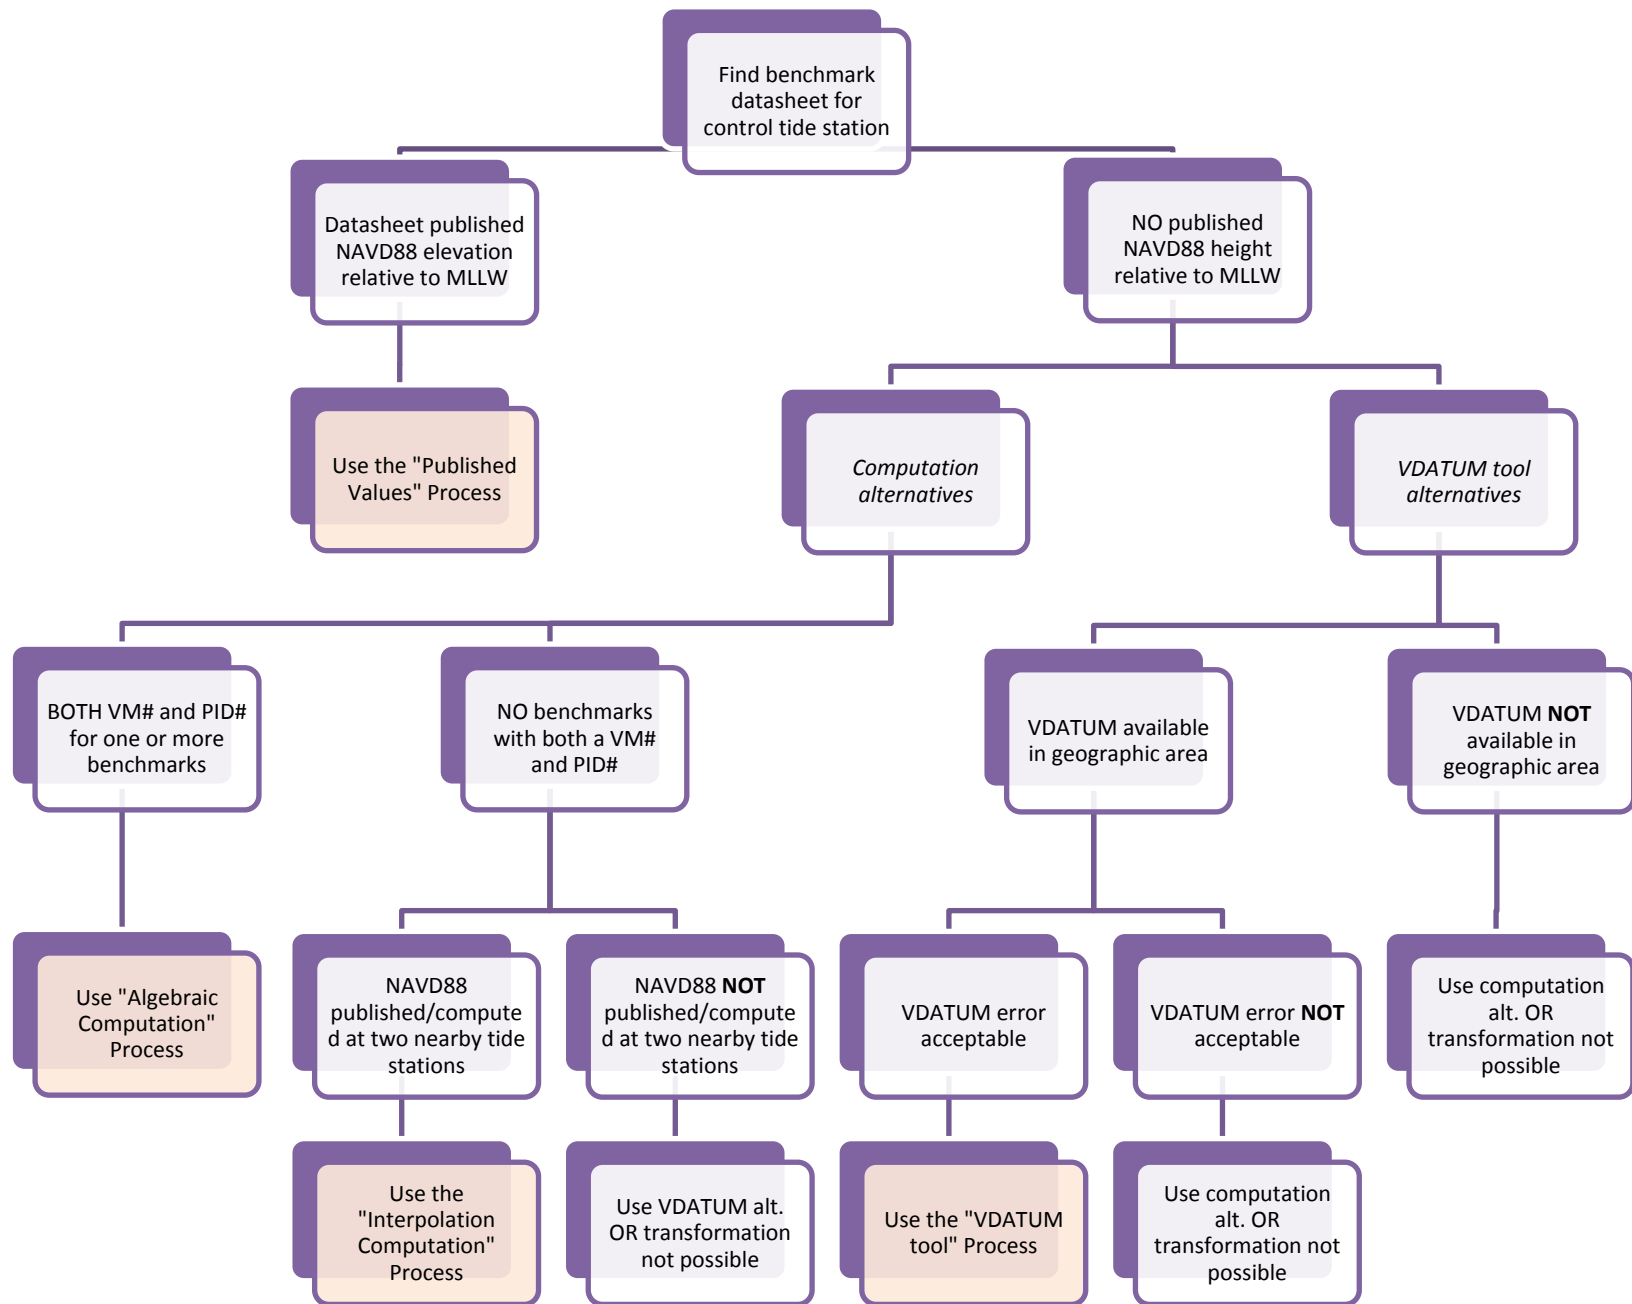 Find benchmark
datasheet for
control tide station
Datasheet published
NAVD88 elevation
relative to MLLW
NO published
NAVD88 height
relative to MLLW
Use the "Published
Values" Process
Computation
alternatives
VDATUM tool
alternatives
BOTH VM# and PID#
for one or more
benchmarks
NO benchmarks
with both a VM#
and PID#
VDATUM available
in geographic area
VDATUM NOT
available in
geographic area
Use "Algebraic
Computation"
Process
NAVD88
published/compute
d at two nearby tide
stations
NAVD88 NOT
published/compute
d at two nearby tide
stations
VDATUM error
acceptable
VDATUM error NOT
acceptable
Use computation
alt. OR
transformation not
possible
Use the
"Interpolation
Computation"
Process
Use VDATUM alt.
OR transformation
not possible
Use the "VDATUM
tool" Process
Use computation
alt. OR
transformation not
possible